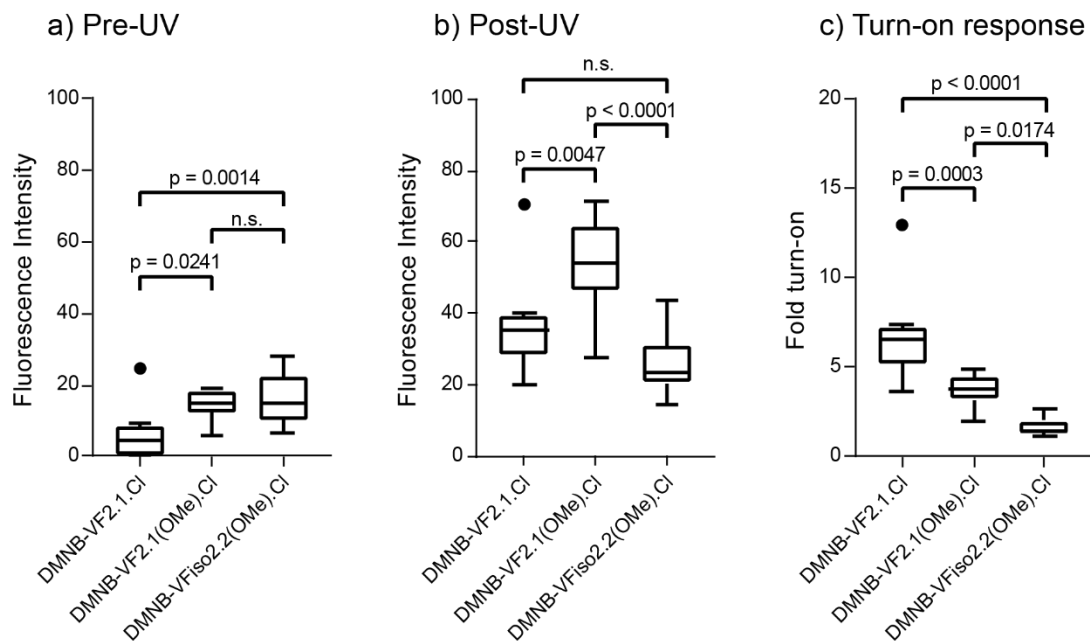 a) Pre-UV
b) Post-UV
c) Turn-on response
Fluorescence Intensity
100
80
60
40
20
0
p = 0.0014
n.s.
p = 0.0241
DMNB-VF2.1.Cl
DMNB-VF2.1(OMe).Cl
DMNB-VFiso2.2(OMe).Cl
Fluorescence Intensity
100
80
60
40
20
0
n.s.
p < 0.0001
p = 0.0047
DMNB-VF2.1.Cl
DMNB-VF2.1(OMe).Cl
DMNB-VFiso2.2(OMe).Cl
Fold turn-on
20
15
10
5
0
p < 0.0001
p = 0.0174
p = 0.0003
DMNB-VF2.1.Cl
DMNB-VF2.1(OMe).Cl
DMNB-VFiso2.2(OMe).Cl